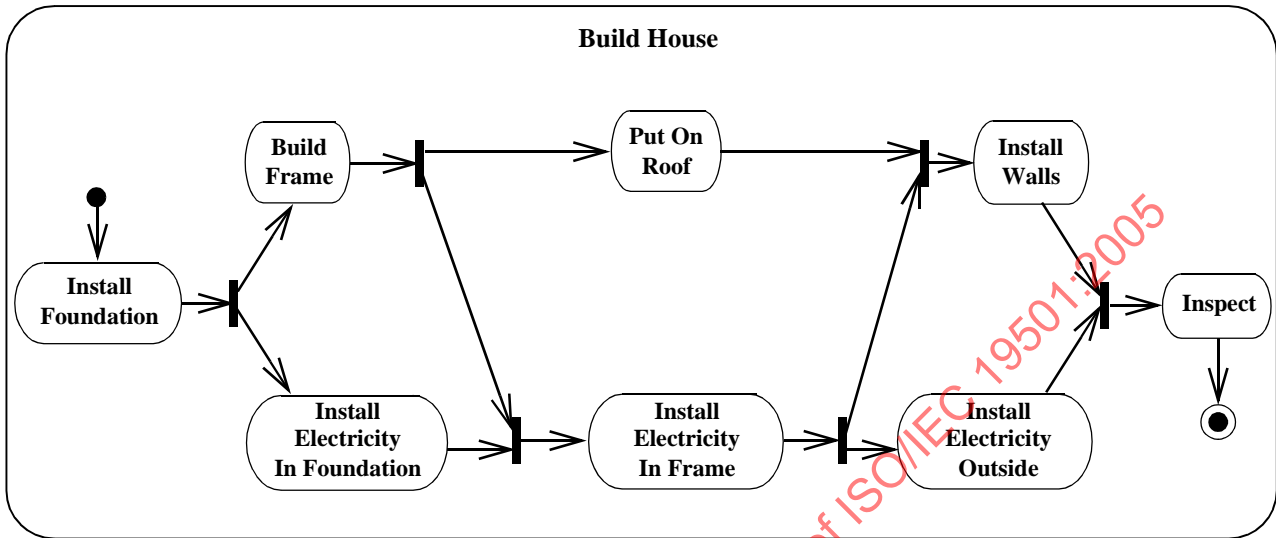 Build House
Build
Frame
Put On
Roof
Install
Walls
Install
Foundation
Inspect
Install
Electricity
In Foundation
Install
Electricity
In Frame
Install
Electricity
Outside
of ISO/IEC 19501:2005